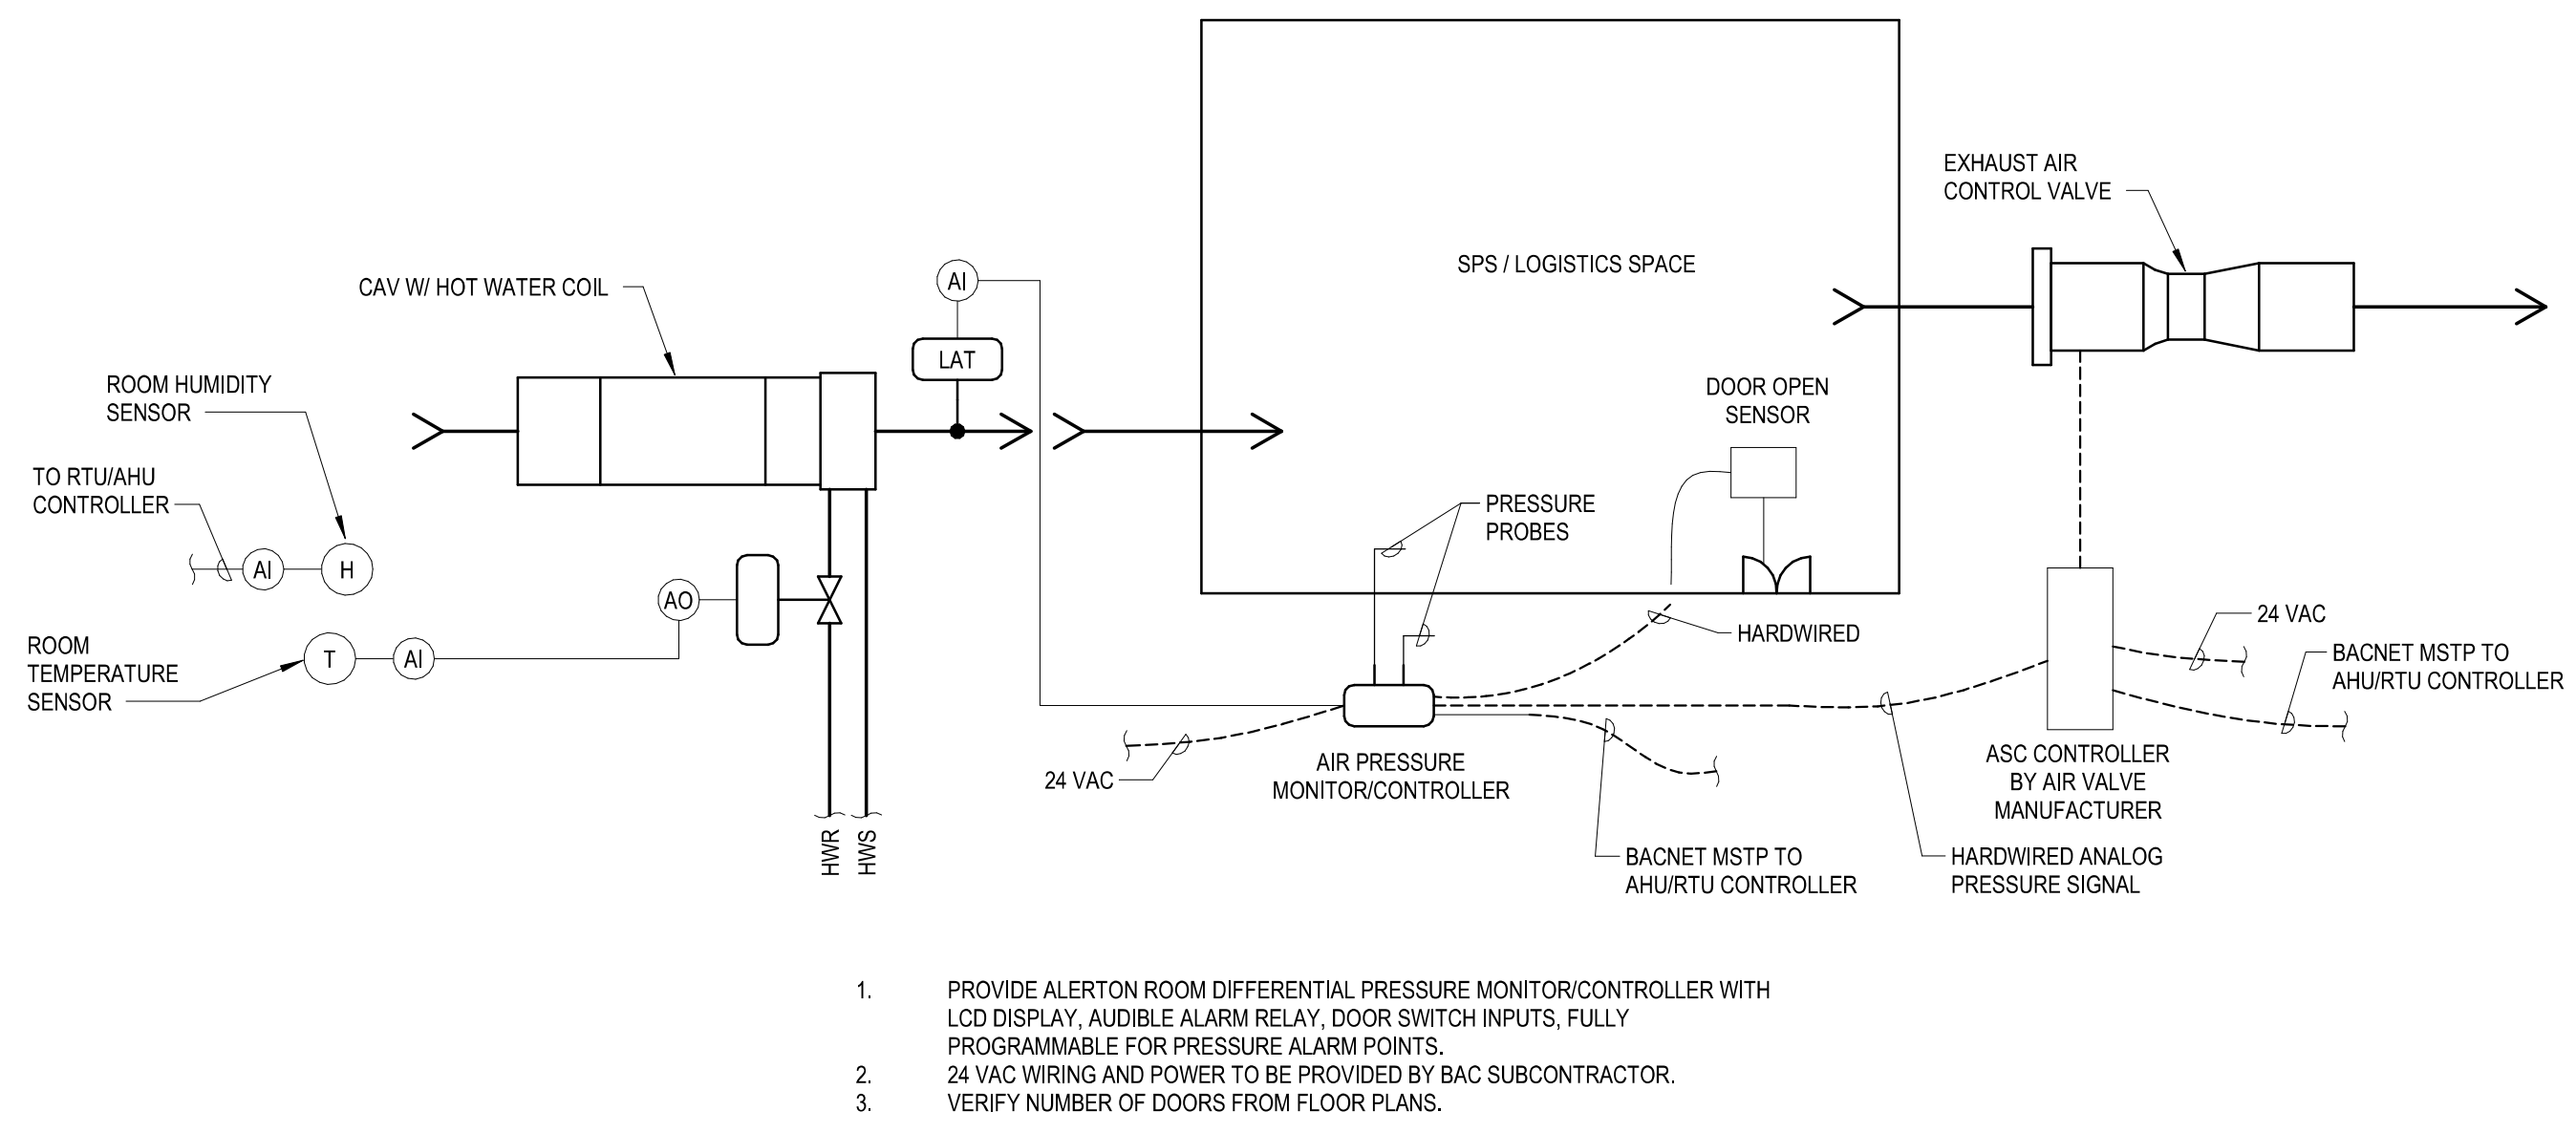 EXHAUST AIR
CONTROL VALVE
SPS / LOGISTICS SPACE
AI
CAV W/ HOT WATER COIL
LAT
ROOM HUMIDITY
SENSOR
DOOR OPEN
SENSOR
TO RTU/AHU
CONTROLLER
PRESSURE
PROBES
AI
H
AO
24 VAC
HARDWIRED
ROOM
TEMPERATURE
SENSOR
T
AI
BACNET MSTP TO
AHU/RTU CONTROLLER
AIR PRESSURE
MONITOR/CONTROLLER
24 VAC
ASC CONTROLLER
BY AIR VALVE
MANUFACTURER
HWR
HWS
BACNET MSTP TO
AHU/RTU CONTROLLER
HARDWIRED ANALOG
PRESSURE SIGNAL
1. PROVIDE ALERTON ROOM DIFFERENTIAL PRESSURE MONITOR/CONTROLLER WITH
LCD DISPLAY, AUDIBLE ALARM RELAY, DOOR SWITCH INPUTS, FULLY
PROGRAMMABLE FOR PRESSURE ALARM POINTS.
2. 24 VAC WIRING AND POWER TO BE PROVIDED BY BAC SUBCONTRACTOR.
3. VERIFY NUMBER OF DOORS FROM FLOOR PLANS.